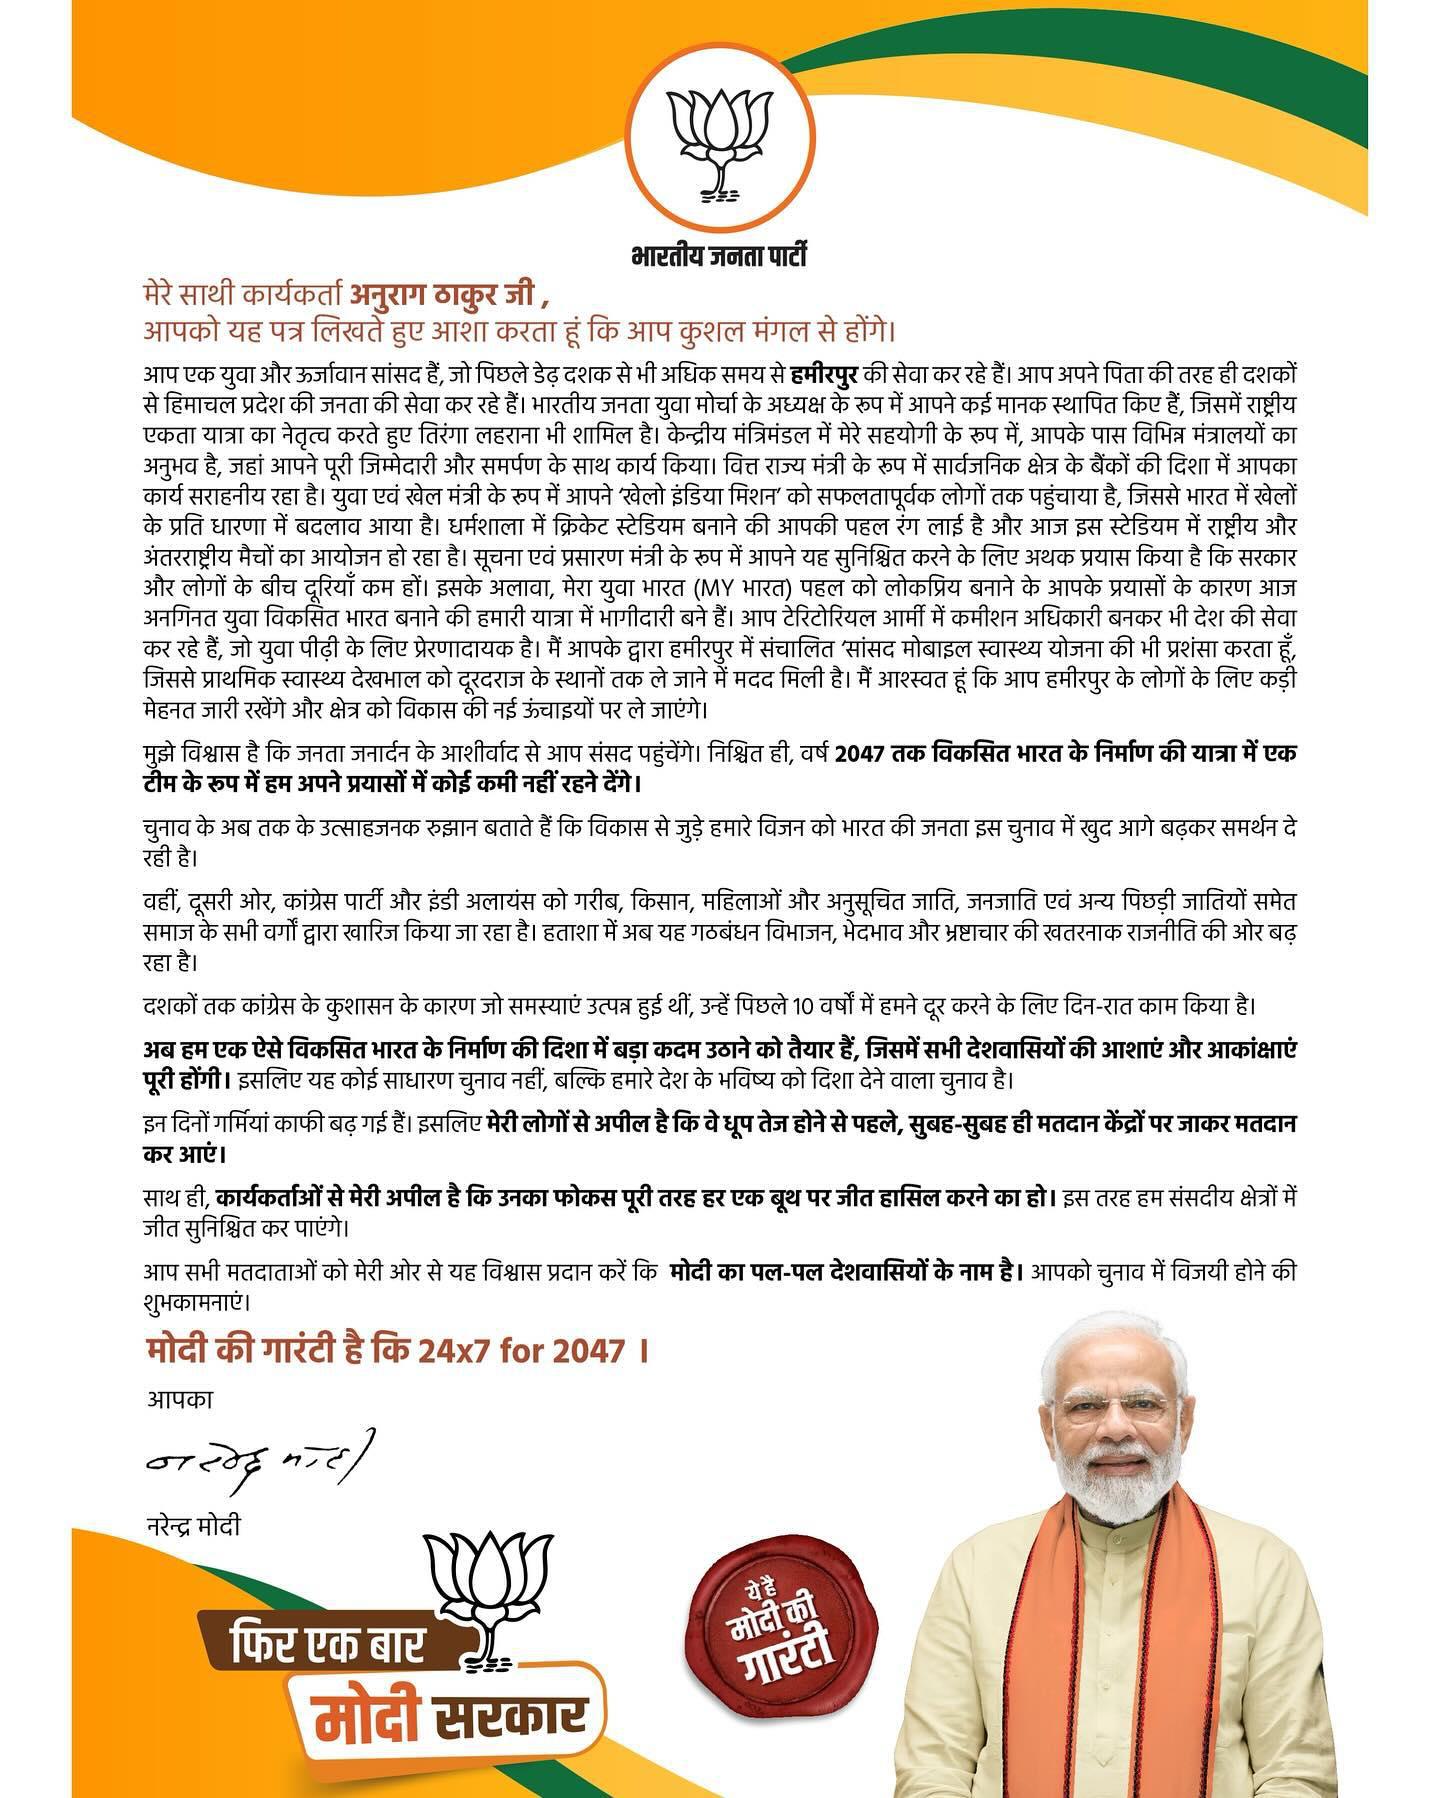 भारतीय जनता पार्टी
मेरे साथी कार्यकर्ता अनुराग ठाकुर जी ,
आपको यह पत्र लिखते हुए आशा करता हूं कि आप कुशल मंगल से होंगे।
आप एक युवा और ऊर्जावान सांसद हैं, जो पिछले डेढ़ दशक से भी अधिक समय से हमीरपुर की सेवा कर रहे हैं। आप अपने पिता की तरह ही दशकों
से हिमाचल प्रदेश की जनता की सेवा कर रहे हैं। भारतीय जनता युवा मोर्चा के अध्यक्ष के रूप में आपने कई मानक स्थापित किए हैं, जिसमें राष्ट्रीय
एकता यात्रा का नेतृत्व करते हुए तिरंगा लहराना भी शामिल है। केन्द्रीय मंत्रिमंडल में मेरे सहयोगी के रूप में, आपके पास विभिन्न मंत्रालयों का
अनुभव है, जहां आपने पूरी जिम्मेदारी और समर्पण के साथ कार्य किया। वित्त राज्य मंत्री के रूप में सार्वजनिक क्षेत्र के बैंकों की दिशा में आपका
कार्य सराहनीय रहा है। युवा एवं खेल मंत्री के रूप में आपने ‘खेलो इंडिया मिशन’ को सफलतापूर्वक लोगों तक पहुंचाया है, जिससे भारत में खेलों
के प्रति धारणा में बदलाव आया है। धर्मशाला में क्रिकेट स्टेडियम बनाने की आपकी पहल रंग लाई है और आज इस स्टेडियम में राष्ट्रीय और
अंतरराष्ट्रीय मैचों का आयोजन हो रहा है। सूचना एवं प्रसारण मंत्री के रूप में आपने यह सुनिश्चित करने के लिए अथक प्रयास किया है कि सरकार
और लोगों के बीच दूरियाँ कम हों। इसके अलावा, मेरा युवा भारत (MY भारत) पहल को लोकप्रिय बनाने के आपके प्रयासों के कारण आज
अनगिनत युवा विकसित भारत बनाने की हमारी यात्रा में भागीदारी बने हैं। आप टेरिटोरियल आर्मी में कमीशन अधिकारी बनकर भी देश की सेवा
कर रहे हैं, जो युवा पीढ़ी के लिए प्रेरणादायक है। मैं आपके द्वारा हमीरपुर में संचालित ‘सांसद मोबाइल स्वास्थ्य योजना की भी प्रशंसा करता हूँ,
जिससे प्राथमिक स्वास्थ्य देखभाल को दूरदराज के स्थानों तक ले जाने में मदद मिली है। मैं आश्स्वत हूं कि आप हमीरपुर के लोगों के लिए कड़ी
मेहनत जारी रखेंगे और क्षेत्र को विकास की नई ऊंचाइयों पर ले जाएंगे।
मुझे विश्वास है कि जनता जनार्दन के आशीर्वाद से आप संसद पहुंचेंगे। निश्चित ही, वर्ष 2047 तक विकसित भारत के निर्माण की यात्रा में एक
टीम के रूप में हम अपने प्रयासों में कोई कमी नहीं रहने देंगे।
चुनाव के अब तक के उत्साहजनक रुझान बताते हैं कि विकास से जुड़े हमारे विजन को भारत की जनता इस चुनाव में खुद आगे बढ़कर समर्थन दे
रही है।
वहीं, दूसरी ओर, कांग्रेस पार्टी और इंडी अलायंस को गरीब, किसान, महिलाओं और अनुसूचित जाति, जनजाति एवं अन्य पिछड़ी जातियों समेत
समाज के सभी वर्गों द्वारा खारिज किया जा रहा है। हताशा में अब यह गठबंधन विभाजन, भेदभाव और भ्रष्टाचार की खतरनाक राजनीति की ओर बढ़
रहा है।
दशकों तक कांग्रेस के कुशासन के कारण जो समस्याएं उत्पन्न हुई थीं, उन्हें पिछले 10 वर्षों में हमने दूर करने के लिए दिन-रात काम किया है।
अब हम एक ऐसे विकसित भारत के निर्माण की दिशा में बड़ा कदम उठाने को तैयार हैं, जिसमें सभी देशवासियों की आशाएं और आकांक्षाएं
पूरी होंगी। इसलिए यह कोई साधारण चुनाव नहीं, बल्कि हमारे देश के भविष्य को दिशा देने वाला चुनाव है।
इन दिनों गर्मियां काफी बढ़ गई हैं। इसलिए मेरी लोगों से अपील है कि वे धूप तेज होने से पहले, सुबह-सुबह ही मतदान केंद्रों पर जाकर मतदान
कर आएं।
साथ ही, कार्यकर्ताओं से मेरी अपील है कि उनका फोकस पूरी तरह हर एक बूथ पर जीत हासिल करने का हो। इस तरह हम संसदीय क्षेत्रों में
जीत सुनिश्चित कर पाएंगे।
आप सभी मतदाताओं को मेरी ओर से यह विश्वास प्रदान करें कि मोदी का पल-पल देशवासियों के नाम है। आपको चुनाव में विजयी होने की
शुभकामनाएं।
मोदी की गारंटी है कि 24x7 for 2047 ।
आपका
नरेन्द्र मोदी
नरेन्द्र मोदी
फिर एक बार
मोदी सरकार
ये है
मोदी की
गारंटी